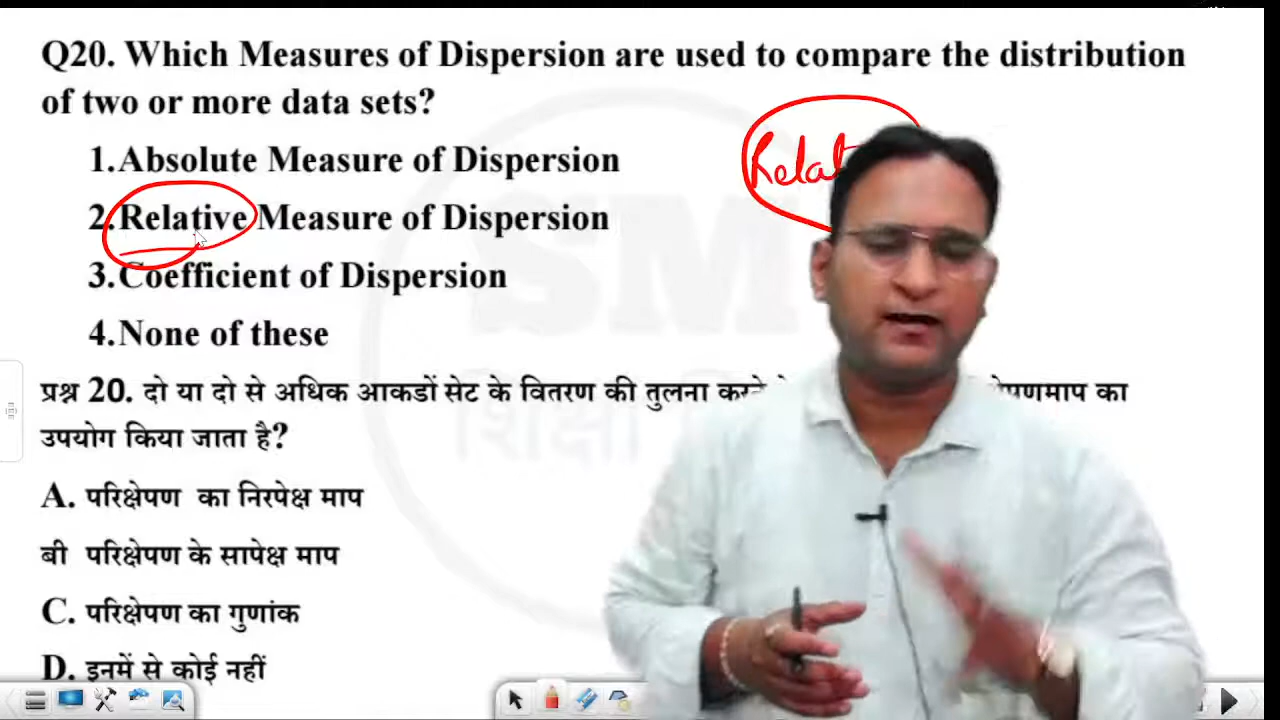 Q20. Which Measures of Dispersion are used to compare the distribution
of two or more data sets?
1.Absolute Measure of Dispersion
2.Relative Measure of Dispersion
3.Coefficient of Dispersion
4.None of these
प्रश्न 20. दो या दो से अधिक आकडों सेट के वितरण की तुलना
उपयोग किया जाता है?
A. परिक्षेपण का निरपेक्ष माप
बी परिक्षेपण के सापेक्ष माप
C. परिक्षेपण का गुणांक
D. इनमें से कोई नहीं
SM